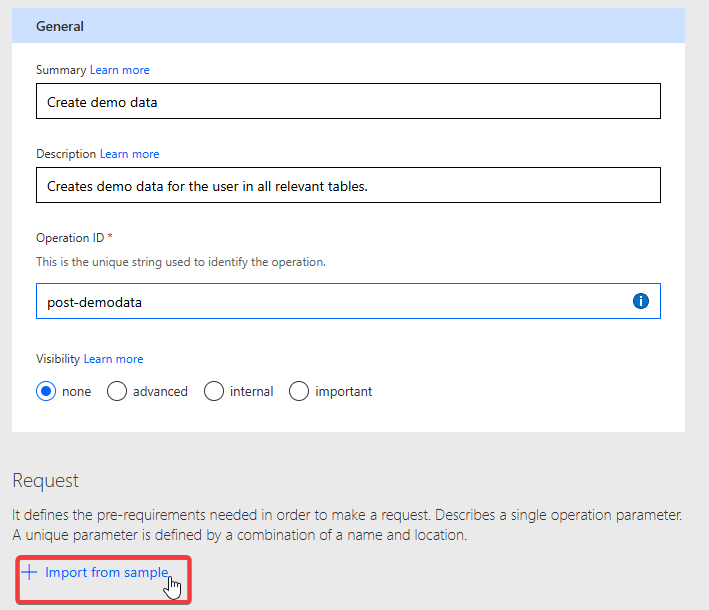 General
Summary Learn more
Create demo data
Description Learn more
Creates demo data for the user in all relevant tables.
Operation ID *
This is the unique string used to identify the operation.
post-demodata
Visibility Learn more
none advanced internal important
Request
It defines the pre-requirements needed in order to make a request. Describes a single operation parameter.
A unique parameter is defined by a combination of a name and location.
+ Import from sample